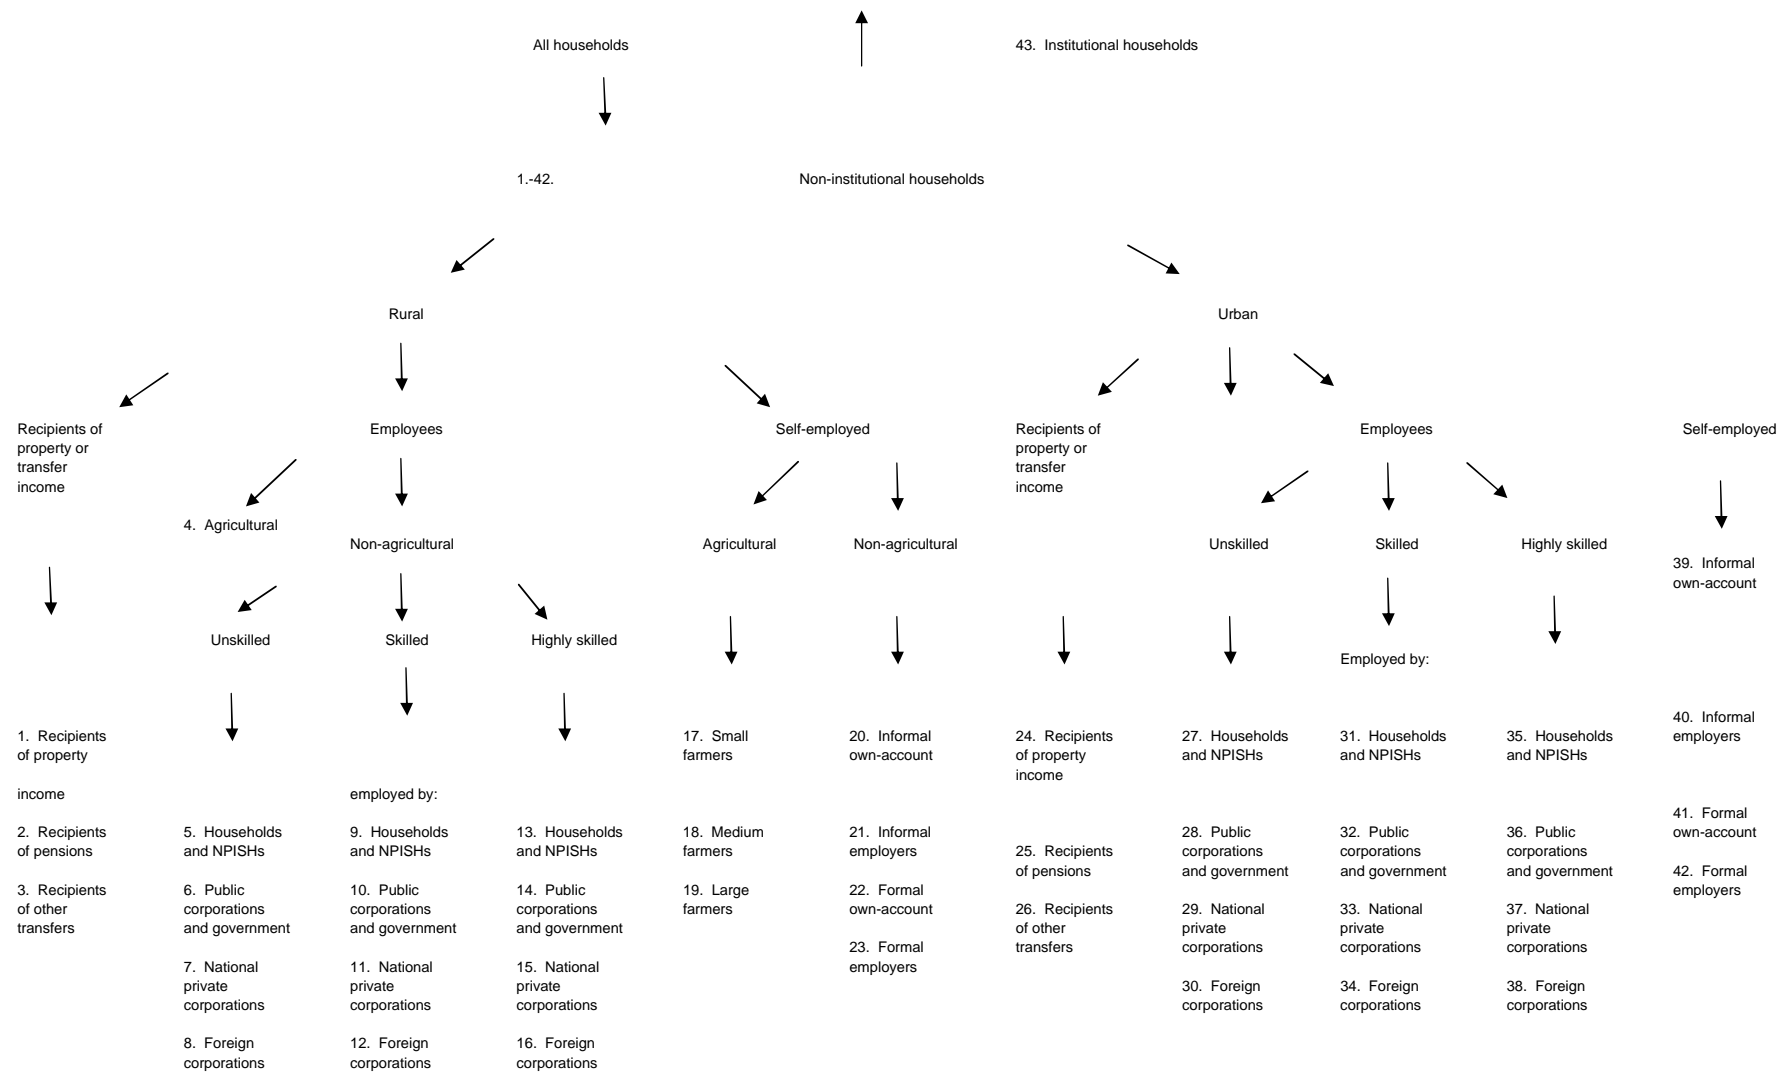 All households
43. Institutional households
1.-42.
Non-institutional households
Rural
Urban
Recipients of
property or
transfer
income
Employees
Self-employed
Recipients of
property or
transfer
income
Employees
Self-employed
4. Agricultural
Non-agricultural
Agricultural
Non-agricultural
Unskilled
Skilled
Highly skilled
39. Informal
own-account
Unskilled
Skilled
Highly skilled
Employed by:
1. Recipients
of property
income
2. Recipients
of pensions
3. Recipients
of other
transfers
5. Households
and NPISHs
6. Public
corporations
and government
7. National
private
corporations
8. Foreign
corporations
employed by:
9. Households
and NPISHs
10. Public
corporations
and government
11. National
private
corporations
12. Foreign
corporations
13. Households
and NPISHs
14. Public
corporations
and government
15. National
private
corporations
16. Foreign
corporations
17. Small
farmers
18. Medium
farmers
19. Large
farmers
20. Informal
own-account
21. Informal
employers
22. Formal
own-account
23. Formal
employers
24. Recipients
of property
income
25. Recipients
of pensions
26. Recipients
of other
transfers
27. Households
and NPISHs
28. Public
corporations
and government
29. National
private
corporations
30. Foreign
corporations
31. Households
and NPISHs
32. Public
corporations
and government
33. National
private
corporations
34. Foreign
corporations
35. Households
and NPISHs
36. Public
corporations
and government
37. National
private
corporations
38. Foreign
corporations
40. Informal
employers
41. Formal
own-account
42. Formal
employers